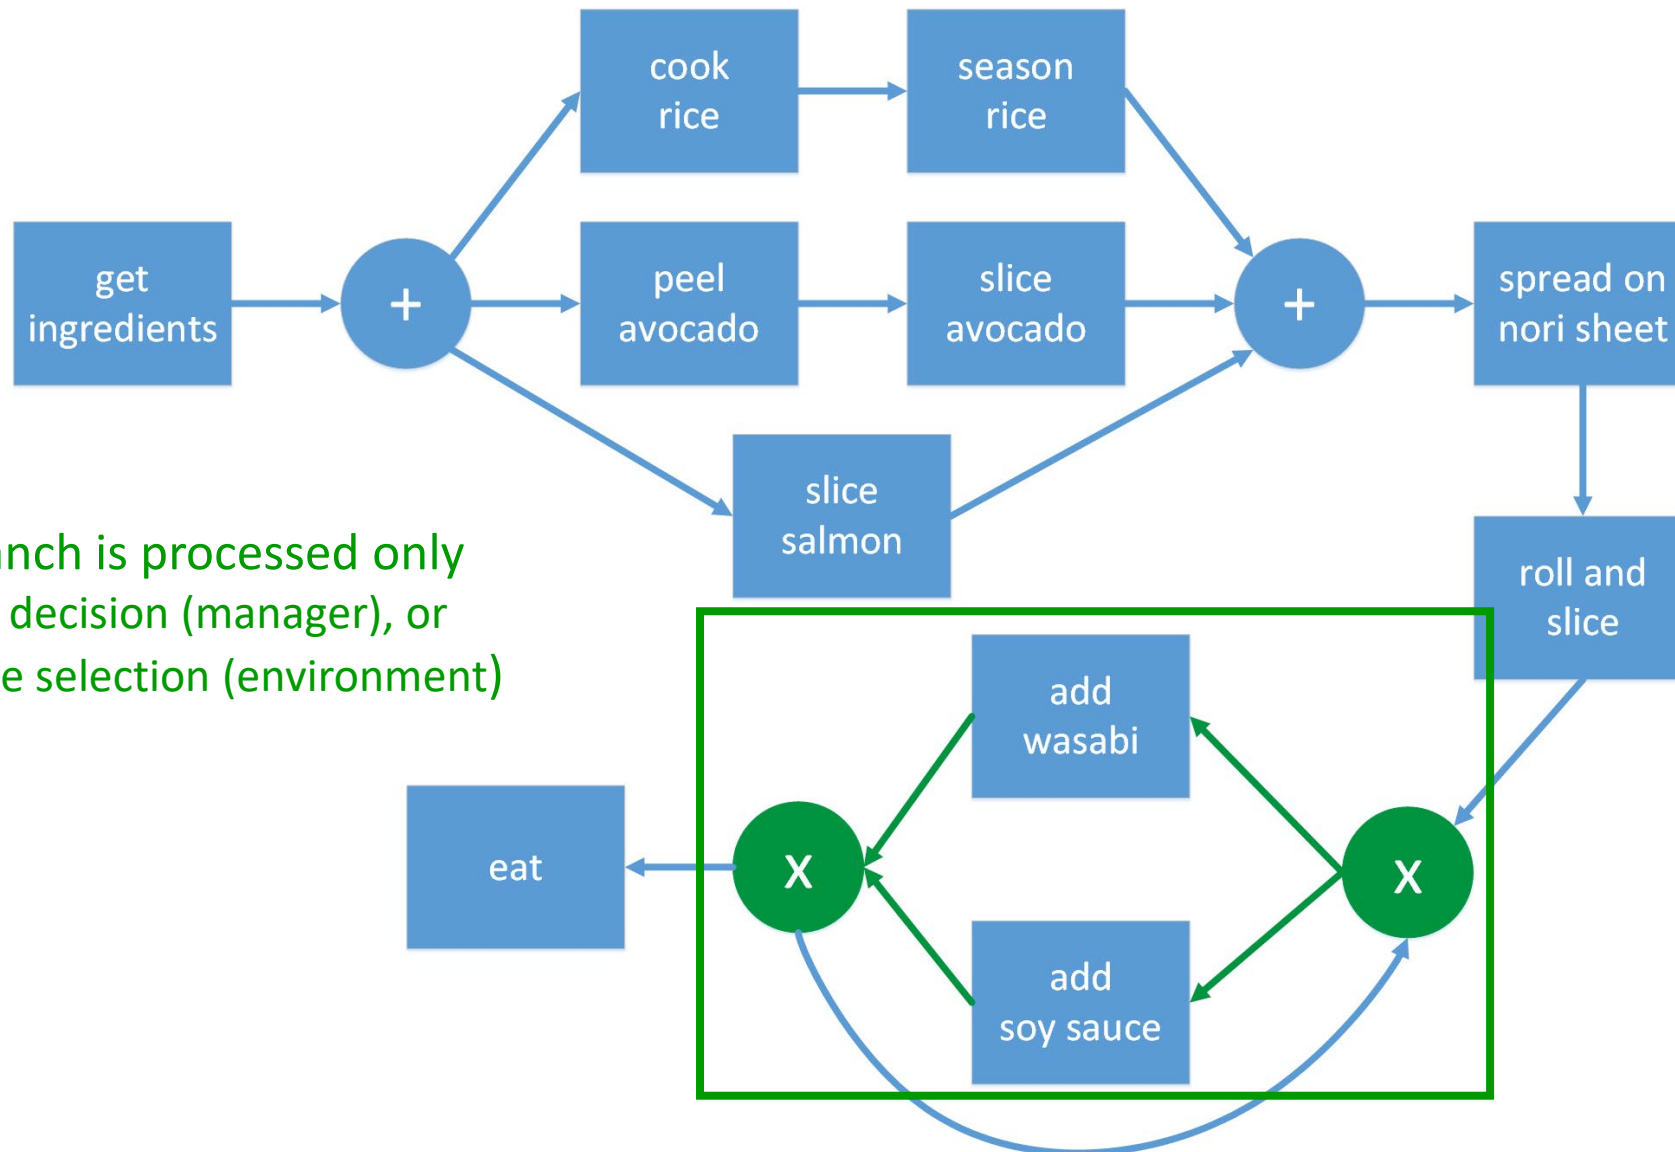 cook
rice
season
rice
get
ingredients
+
peel
avocado
slice
avocado
+
spread on
nori sheet
slice
salmon
roll and
slice
anch is processed only
decision (manager), or
e selection (environment)
add
wasabi
eat
X
X
add
soy sauce